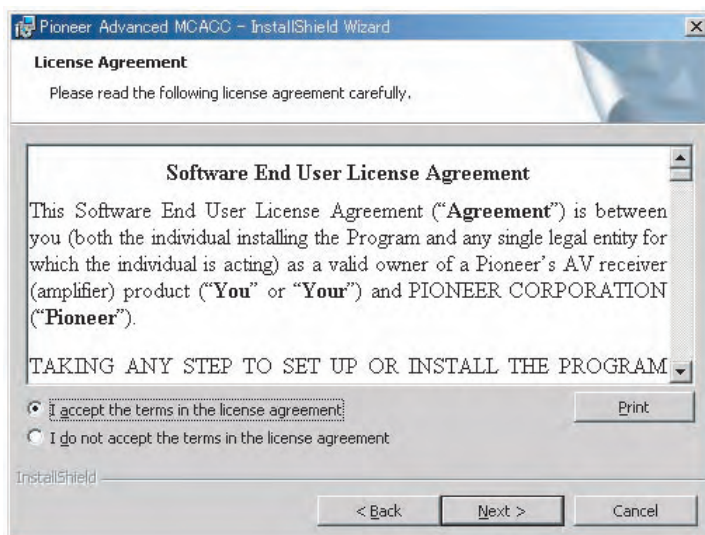 Pioneer Advanced MCACC - InstallShield Wizard
License Agreement
Please read the following license agreement carefully.
Software End User License Agreement
This Software End User License Agreement (“Agreement”) is between
you (both the individual installing the Program and any single legal entity for
which the individual is acting) as a valid owner of a Pioneer’s AV receiver
(amplifier) product (“You” or “Your”) and PIONEER CORPORATION
(“Pioneer”).
TAKING ANY STEP TO SET UP OR INSTALL THE PROGRAM
I accept the terms in the license agreement
Print
I do not accept the terms in the license agreement
InstallShield
< Back
Next >
Cancel